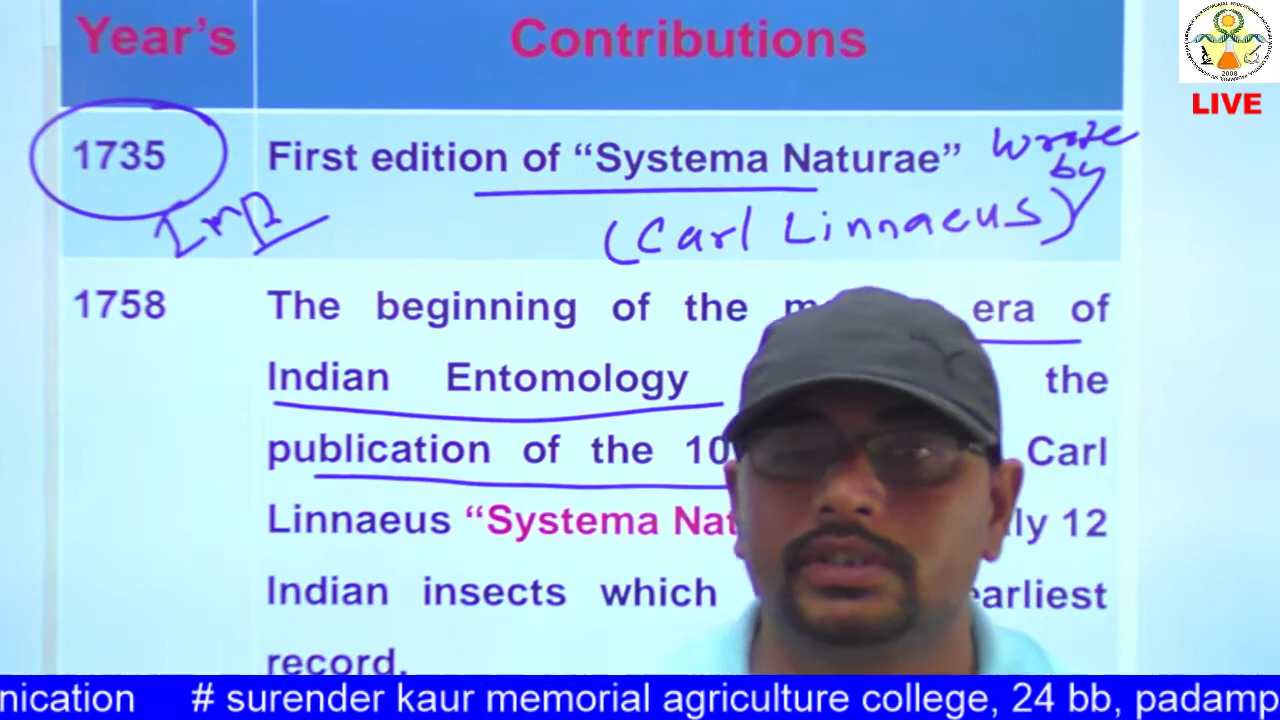 Year's Contributions
LIVE
1735 First edition of “Systema Naturae” wrote
by
Imp (Carl Linnaeus)
1758 The beginning of the era of
Indian Entomology the
publication of the 10 Carl
Linnaeus “Systema Nat ly 12
Indian insects which earliest
record.
nication # surender kaur memorial agriculture college, 24 bb, padamp
2008